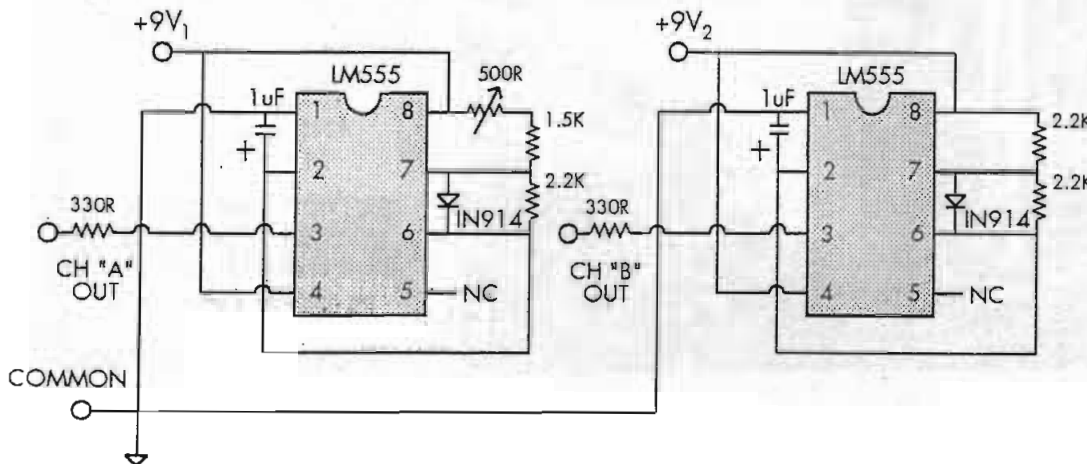 +9V1
LM555
500R
1uF
+
1
2
3
4
8
7
6
5
1.5K
2.2K
IN914
NC
330R
CH "A"
OUT
+9V2
LM555
1uF
+
1
2
3
4
8
7
6
5
2.2K
2.2K
IN914
NC
330R
CH "B"
OUT
COMMON